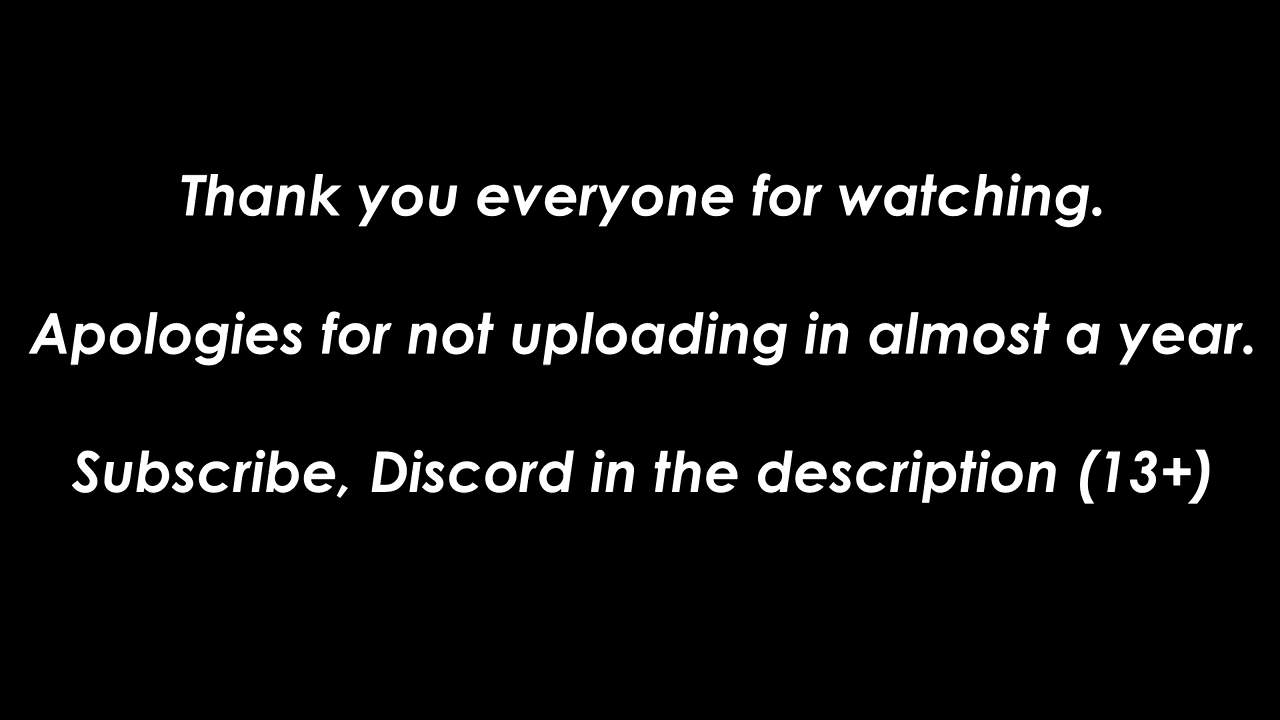 Thank you everyone for watching.
Apologies for not uploading in almost a year.
Subscribe, Discord in the description (13+)